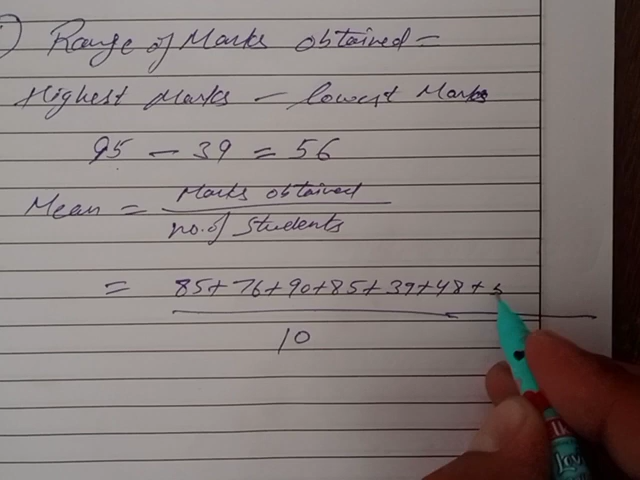 ) Range of Marks obtained =
Highest Marks - lowest Marks
95 - 39 = 56
Mean = Marks obtained
no. of students
= 85+76+90+85+39+48+5
10